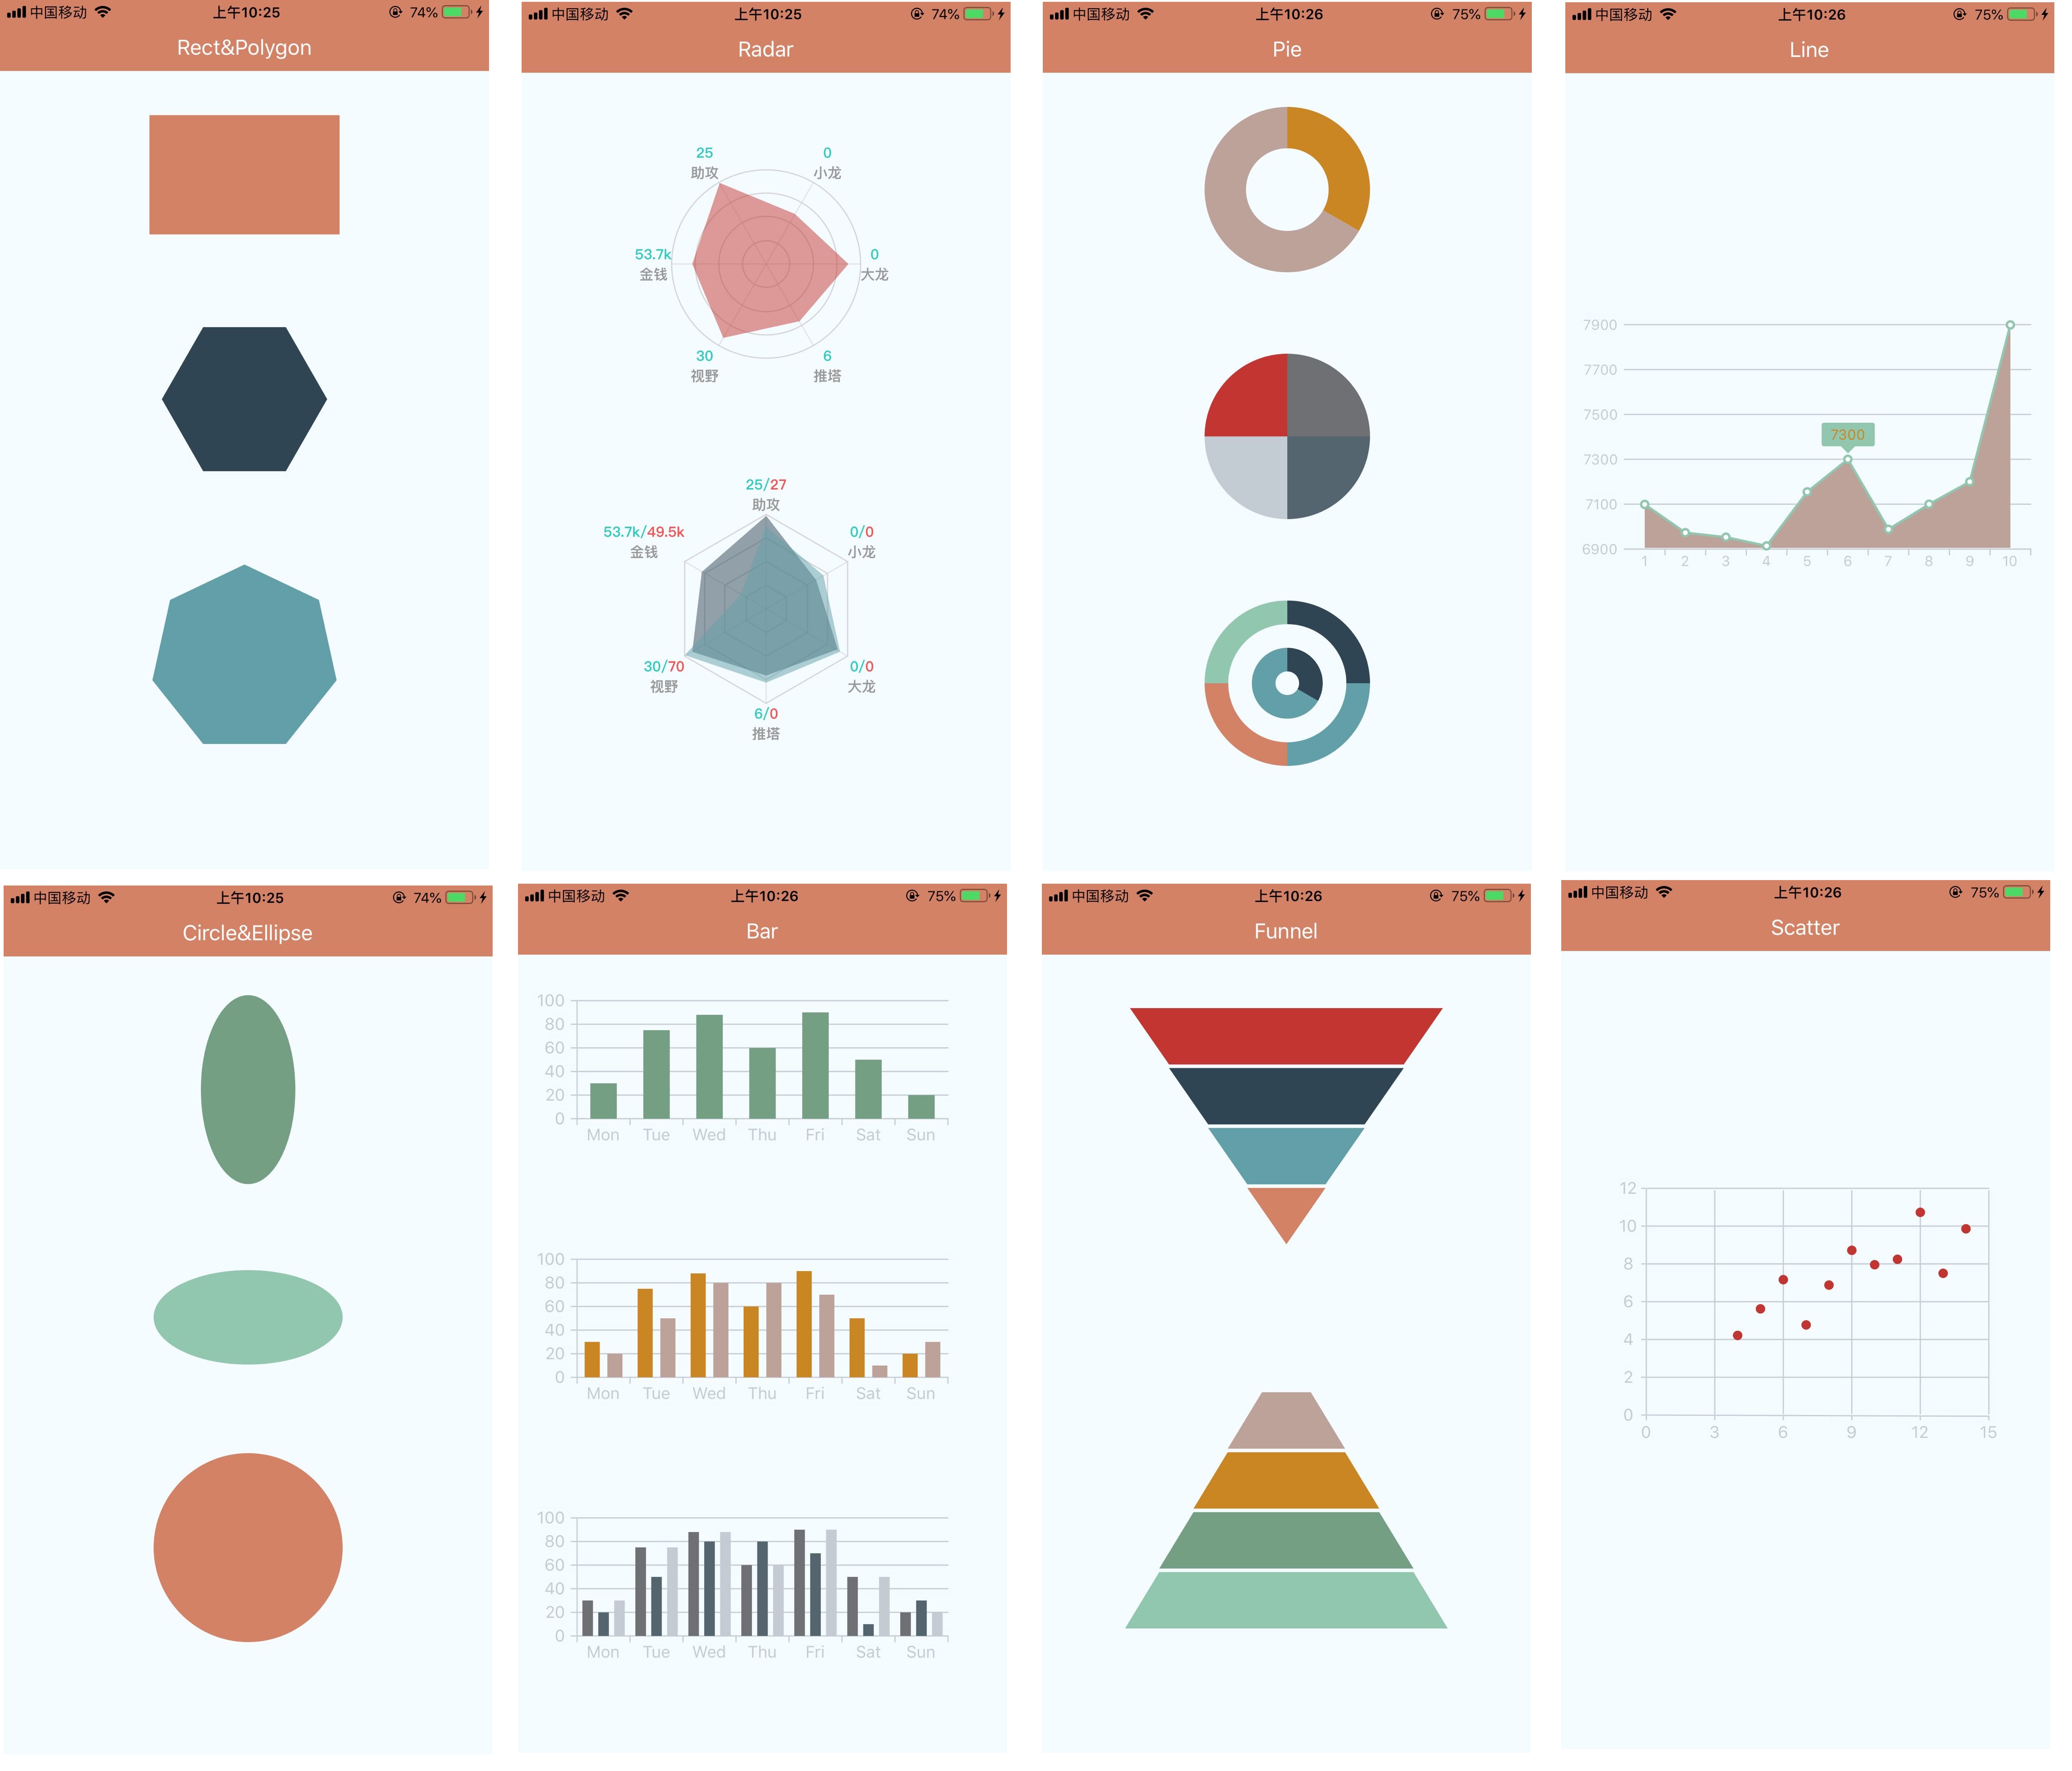 中国移动 上午10:25 74%
Rect&Polygon
中国移动 上午10:25 74%
Radar
25 0
助攻 小龙
53.7k 0
金钱 大龙
30 6
视野 推塔
25/27
助攻
53.7k/49.5k 0/0
金钱 小龙
30/70 0/0
视野 大龙
6/0
推塔
中国移动 上午10:26 75%
Pie
中国移动 上午10:26 75%
Line
7900
7700
7500
7300
7300
7100
6900
1 2 3 4 5 6 7 8 9 10
中国移动 上午10:25 74%
Circle&Ellipse
中国移动 上午10:26 75%
Bar
100
80
60
40
20
0
Mon Tue Wed Thu Fri Sat Sun
100
80
60
40
20
0
Mon Tue Wed Thu Fri Sat Sun
100
80
60
40
20
0
Mon Tue Wed Thu Fri Sat Sun
中国移动 上午10:26 75%
Funnel
中国移动 上午10:26 75%
Scatter
12
10
8
6
4
2
0
0 3 6 9 12 15